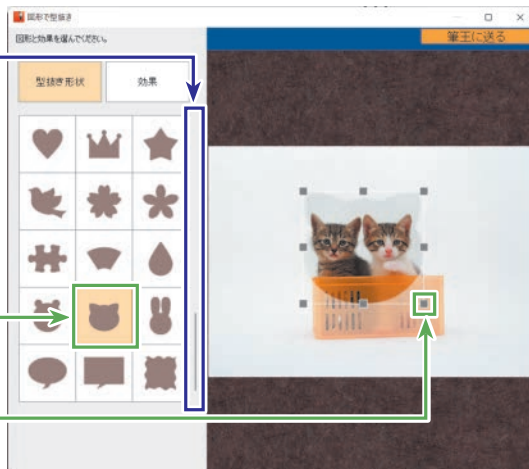 図形で型抜き
図形と効果を選んでください。
筆王に送る
型抜き形状
効果